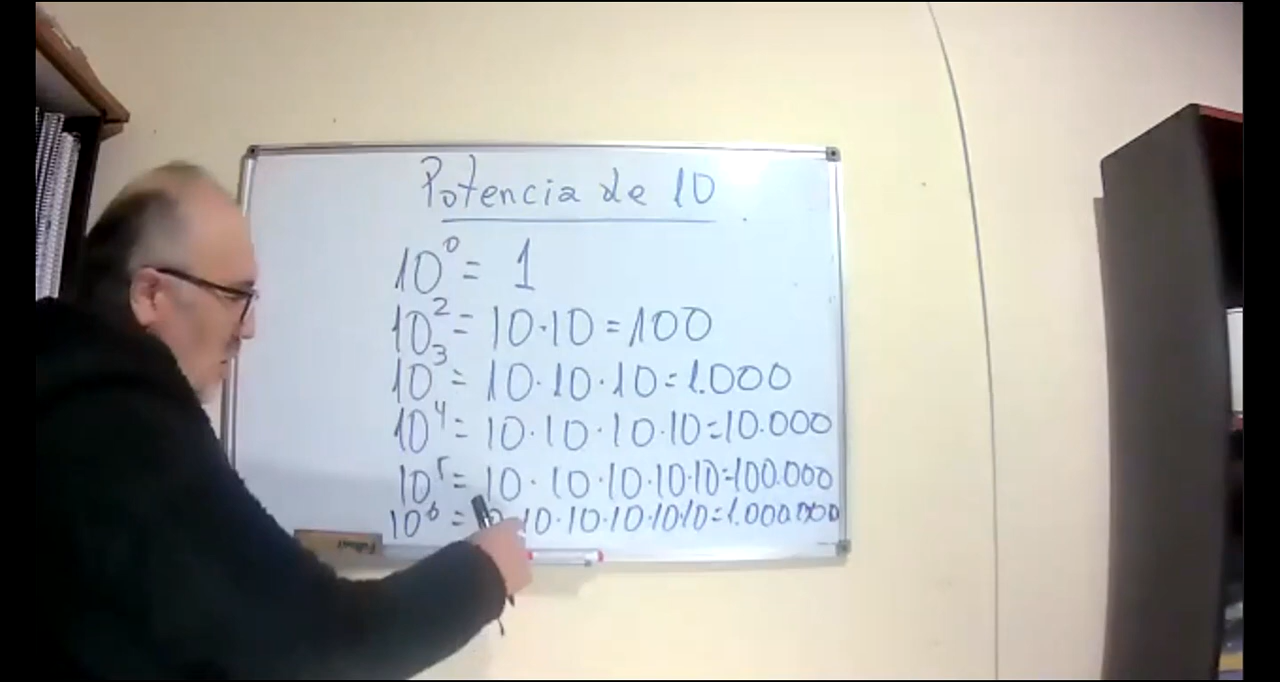 Potencia de 10
10⁰ = 1
10² = 10·10 = 100
10³ = 10·10·10 = 1.000
10⁴ = 10·10·10·10 = 10.000
10⁵ = 10·10·10·10·10 = 100.000
10⁶ = 10·10·10·10·10·10 = 1.000.000